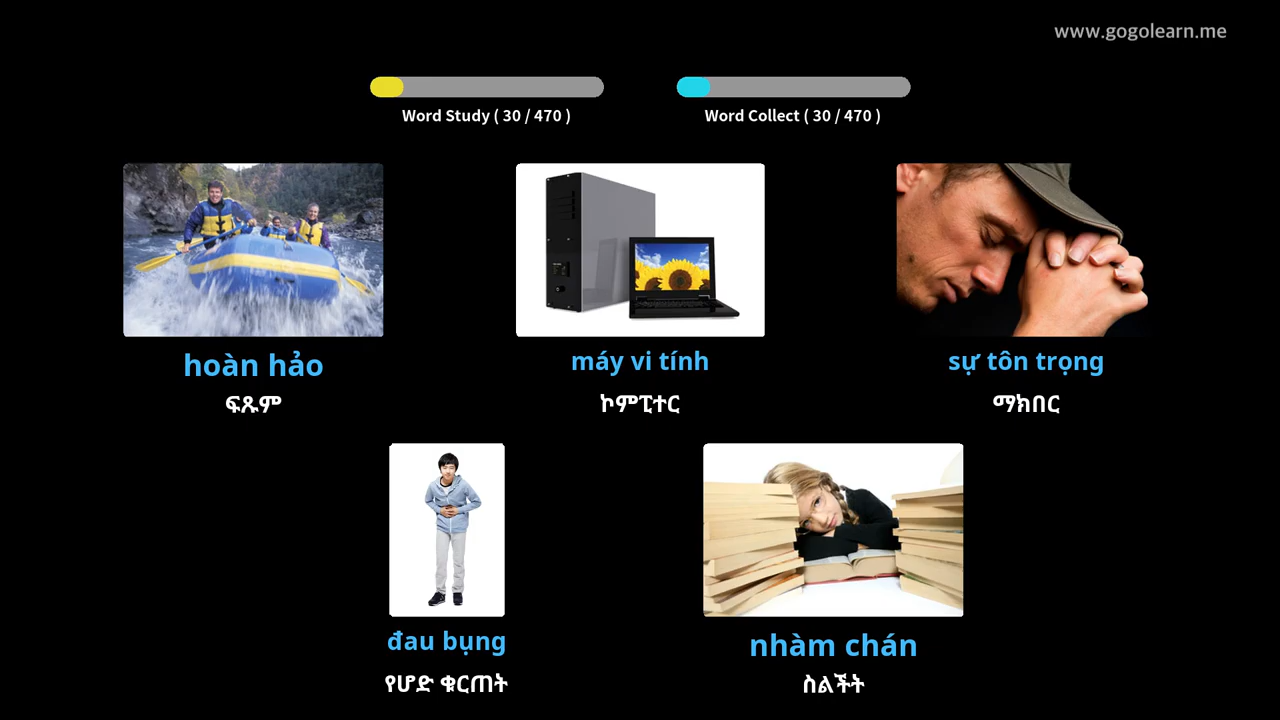 www.gogolearn.me
Word Study ( 30 / 470 )
Word Collect ( 30 / 470 )
hoàn hảo
ፍጹም
máy vi tính
ኮምፒተር
sự tôn trọng
ማክበር
đau bụng
የሆድ ቁርጠት
nhàm chán
ስልችት